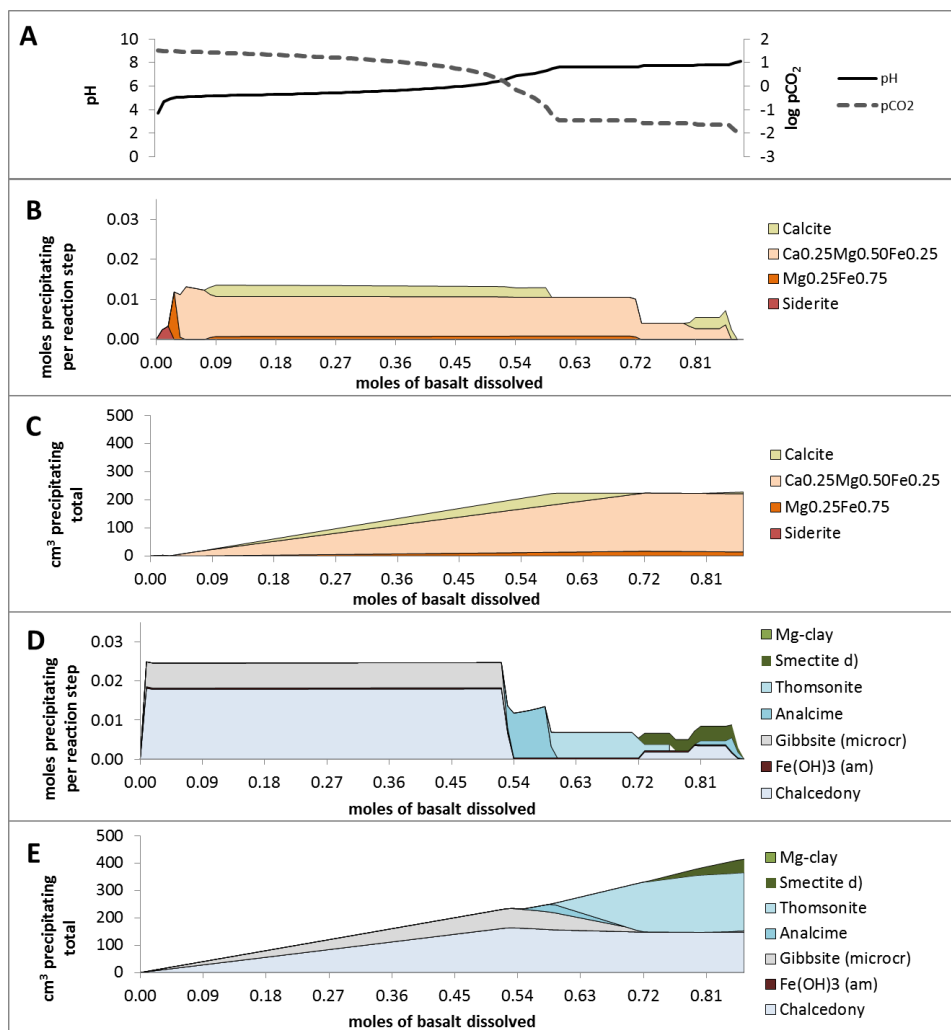 A
10
8
6
4
2
0
pH
2
1
0
-1
-2
-3
log pCO2
pH
pCO2
B
0.03
0.02
0.01
0.00
moles precipitating
per reaction step
0.00 0.09 0.18 0.27 0.36 0.45 0.54 0.63 0.72 0.81
moles of basalt dissolved
Calcite
Ca0.25Mg0.50Fe0.25
Mg0.25Fe0.75
Siderite
C
500
400
300
200
100
0
cm³ precipitating
total
0.00 0.09 0.18 0.27 0.36 0.45 0.54 0.63 0.72 0.81
moles of basalt dissolved
Calcite
Ca0.25Mg0.50Fe0.25
Mg0.25Fe0.75
Siderite
D
0.03
0.02
0.01
0.00
moles precipitating
per reaction step
0.00 0.09 0.18 0.27 0.36 0.45 0.54 0.63 0.72 0.81
moles of basalt dissolved
Mg-clay
Smectite d)
Thomsonite
Analcime
Gibbsite (microcr)
Fe(OH)3 (am)
Chalcedony
E
500
400
300
200
100
0
cm³ precipitating
total
0.00 0.09 0.18 0.27 0.36 0.45 0.54 0.63 0.72 0.81
moles of basalt dissolved
Mg-clay
Smectite d)
Thomsonite
Analcime
Gibbsite (microcr)
Fe(OH)3 (am)
Chalcedony